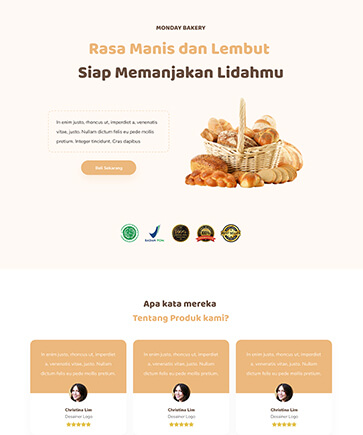 MONDAY BAKERY
Rasa Manis dan Lembut
Siap Memanjakan Lidahmu
In enim justo, rhoncus ut, imperdiet a, venenatis
vitae, justo. Nullam dictum felis eu pede mollis
pretium. Integer tincidunt. Cras dapibus
Beli Sekarang
BADAN POM
100%
Apa kata mereka
Tentang Produk kami?
In enim justo, rhoncus ut, imperdiet
a, venenatis vitae, justo. Nullam
dictum felis eu pede mollis pretium
In enim justo, rhoncus ut, imperdiet
a, venenatis vitae, justo. Nullam
dictum felis eu pede mollis pretium
In enim justo, rhoncus ut, imperdiet
a, venenatis vitae, justo. Nullam
dictum felis eu pede mollis pretium
Christina Lim
Desainer Logo
Christina Lim
Desainer Logo
Christina Lim
Desainer Logo